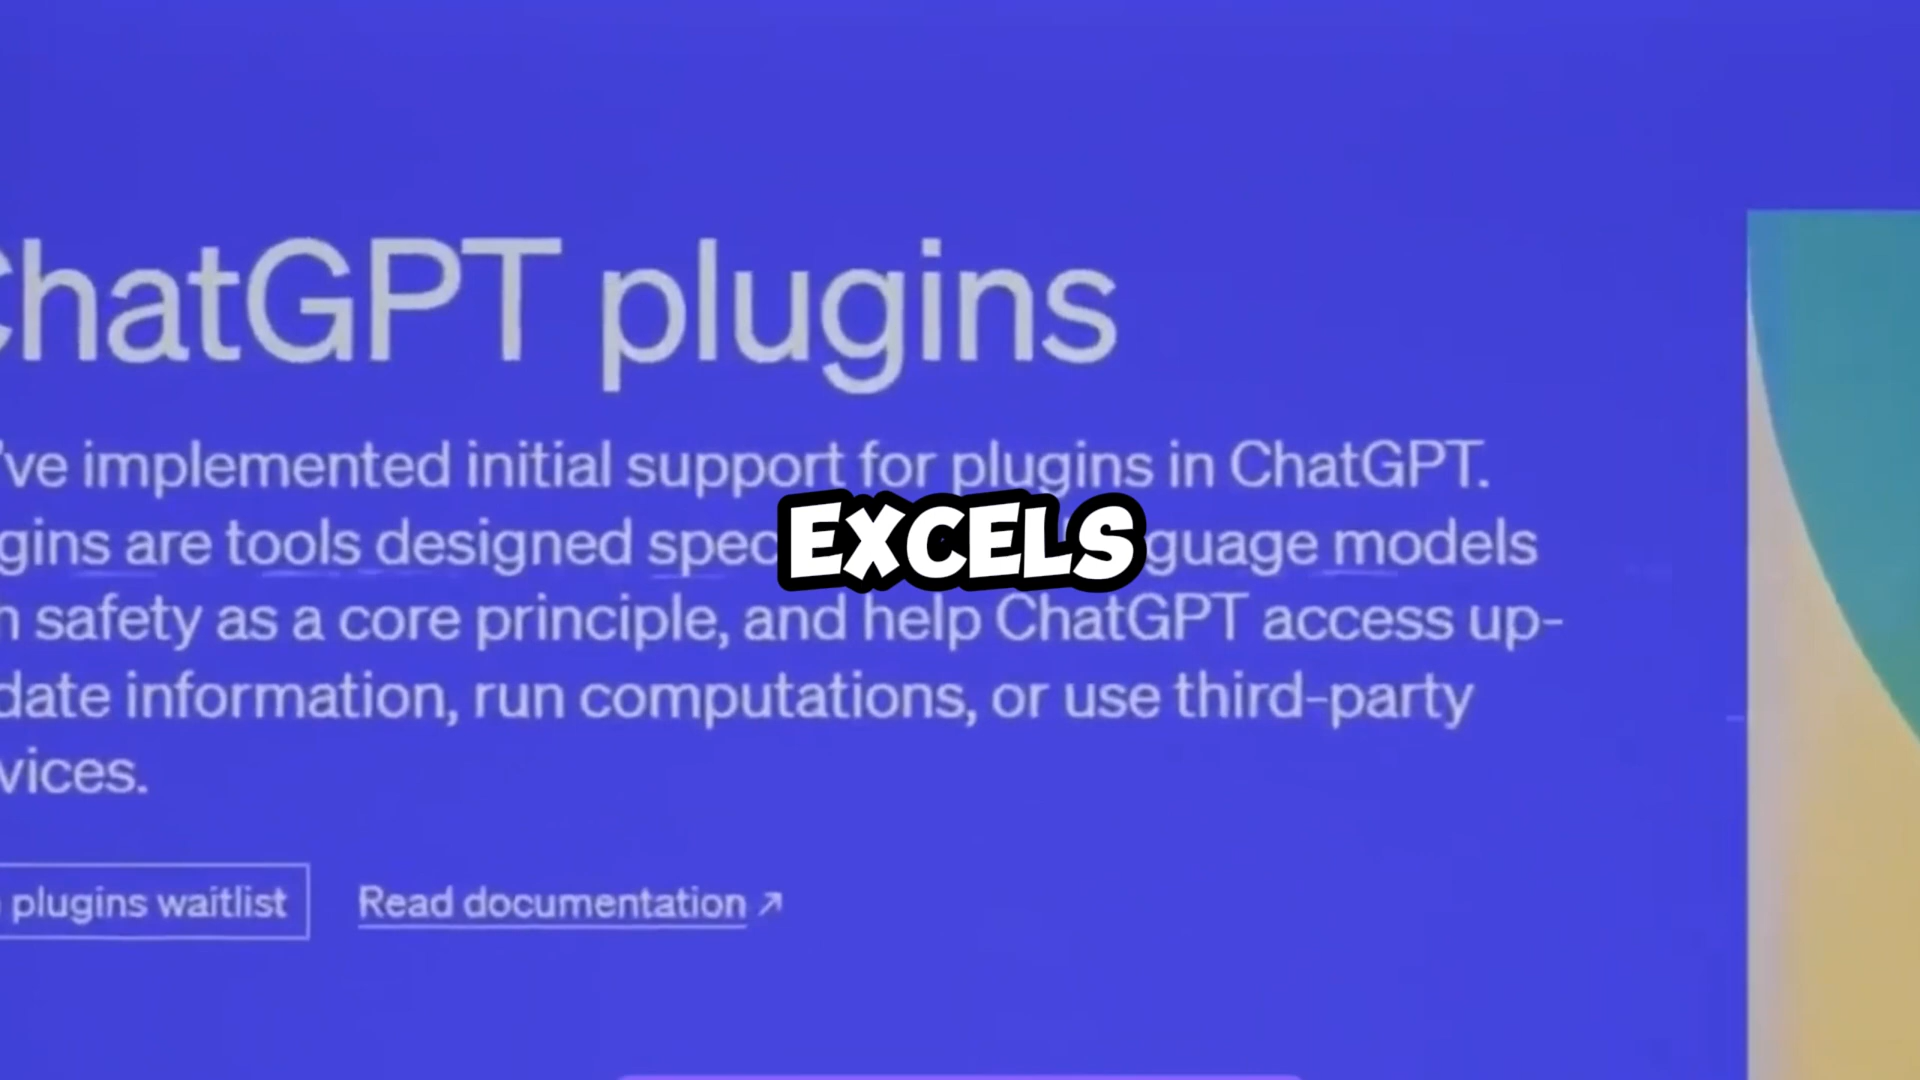 ChatGPT plugins
've implemented initial support for plugins in ChatGPT.
gins are tools designed spec
EXCELS
guage models
h safety as a core principle, and help ChatGPT access up-
date information, run computations, or use third-party
vices.
plugins waitlist
Read documentation ↗